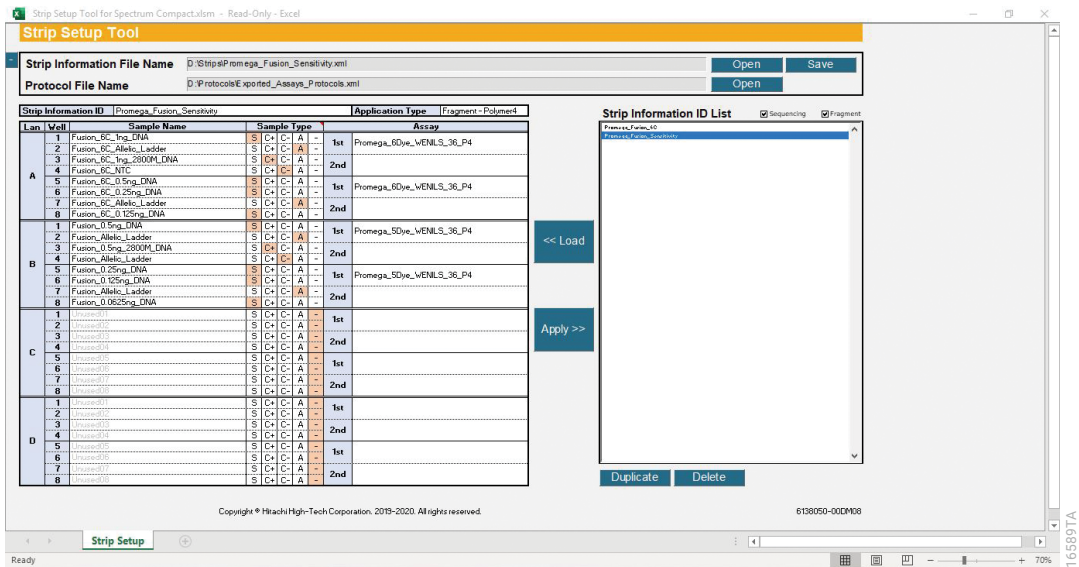 Strip Setup Tool for Spectrum Compact.xlsm - Read-Only - Excel
Strip Setup Tool
Strip Information File Name D:\Strips\Promega_Fusion_Sensitivity.xml Open Save
Protocol File Name D:\Protocols\Exported_Assays_Protocols.xml Open
Strip Information ID Promega_Fusion_Sensitivity Application Type Fragment-Polymer4
Lan Well Sample Name Sample Type Assay
A
1 Fusion_6C_1ng_DNA S C+ C- A - 1st Promega_6Dye_WENILS_36_P4
2 Fusion_6C_Allelic_Ladder S C+ C- A -
3 Fusion_6C_1ng_2800M_DNA S C+ C- A - 2nd
4 Fusion_6C_NTC S C+ C- A -
5 Fusion_6C_0.5ng_DNA S C+ C- A - 1st Promega_6Dye_WENILS_36_P4
6 Fusion_6C_0.25ng_DNA S C+ C- A -
7 Fusion_6C_Allelic_Ladder S C+ C- A - 2nd
8 Fusion_6C_0.125ng_DNA S C+ C- A -
B
1 Fusion_0.5ng_DNA S C+ C- A - 1st Promega_5Dye_WENILS_36_P4
2 Fusion_Allelic_Ladder S C+ C- A -
3 Fusion_0.5ng_2800M_DNA S C+ C- A - 2nd
4 Fusion_Allelic_Ladder S C+ C- A -
5 Fusion_0.25ng_DNA S C+ C- A - 1st Promega_5Dye_WENILS_36_P4
6 Fusion_0.125ng_DNA S C+ C- A -
7 Fusion_Allelic_Ladder S C+ C- A - 2nd
8 Fusion_0.0625ng_DNA S C+ C- A -
C
1 Unused01 S C+ C- A - 1st
2 Unused02 S C+ C- A -
3 Unused03 S C+ C- A - 2nd
4 Unused04 S C+ C- A -
5 Unused05 S C+ C- A - 1st
6 Unused06 S C+ C- A -
7 Unused07 S C+ C- A - 2nd
8 Unused08 S C+ C- A -
D
1 Unused01 S C+ C- A - 1st
2 Unused02 S C+ C- A -
3 Unused03 S C+ C- A - 2nd
4 Unused04 S C+ C- A -
5 Unused05 S C+ C- A - 1st
6 Unused06 S C+ C- A -
7 Unused07 S C+ C- A - 2nd
8 Unused08 S C+ C- A -
<< Load
Apply >>
Strip Information ID List Sequencing Fragment
Promega_Fusion_6C
Promega_Fusion_Sensitivity
Duplicate Delete
Copyright © Hitachi High-Tech Corporation. 2019-2020. All rights reserved. 6138050-00DM08
Strip Setup
Ready 70%
16589TA